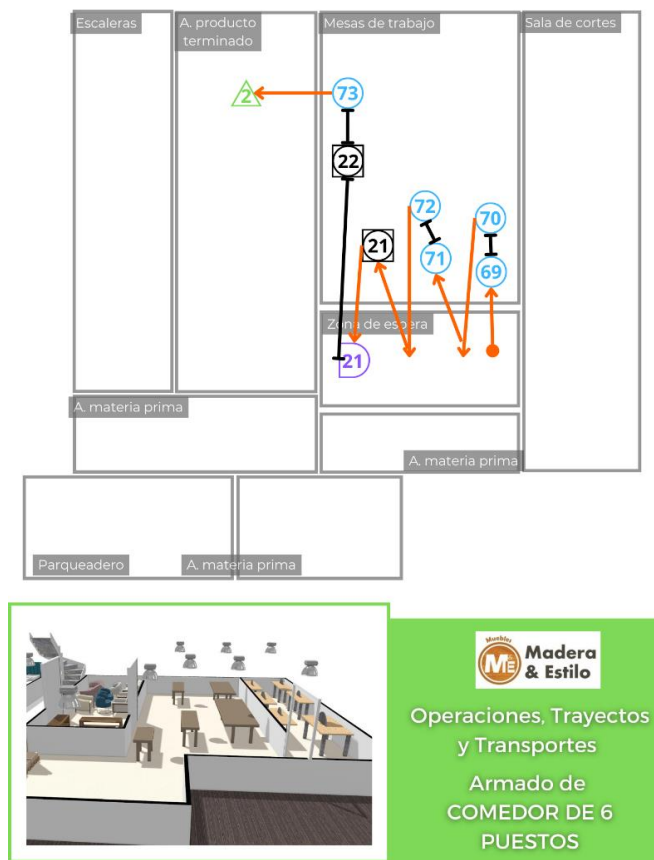 Escaleras
A. producto
terminado
Mesas de trabajo
Sala de cortes
2
73
22
72
70
21
71
69
Zona de espera
21
A. materia prima
A. materia prima
Parqueadero
A. materia prima
Muebles
ME
Madera
& Estilo
Operaciones, Trayectos
y Transportes
Armado de
COMEDOR DE 6
PUESTOS